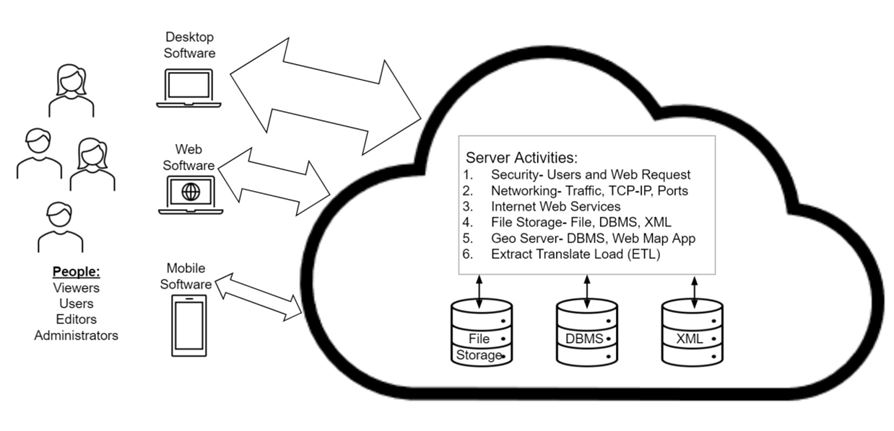 Desktop
Software
Web
Software
Mobile
Software
People:
Viewers
Users
Editors
Administrators
Server Activities:
1. Security- Users and Web Request
2. Networking- Traffic, TCP-IP, Ports
3. Internet Web Services
4. File Storage- File, DBMS, XML
5. Geo Server- DBMS, Web Map App
6. Extract Translate Load (ETL)
File
Storage
DBMS
XML